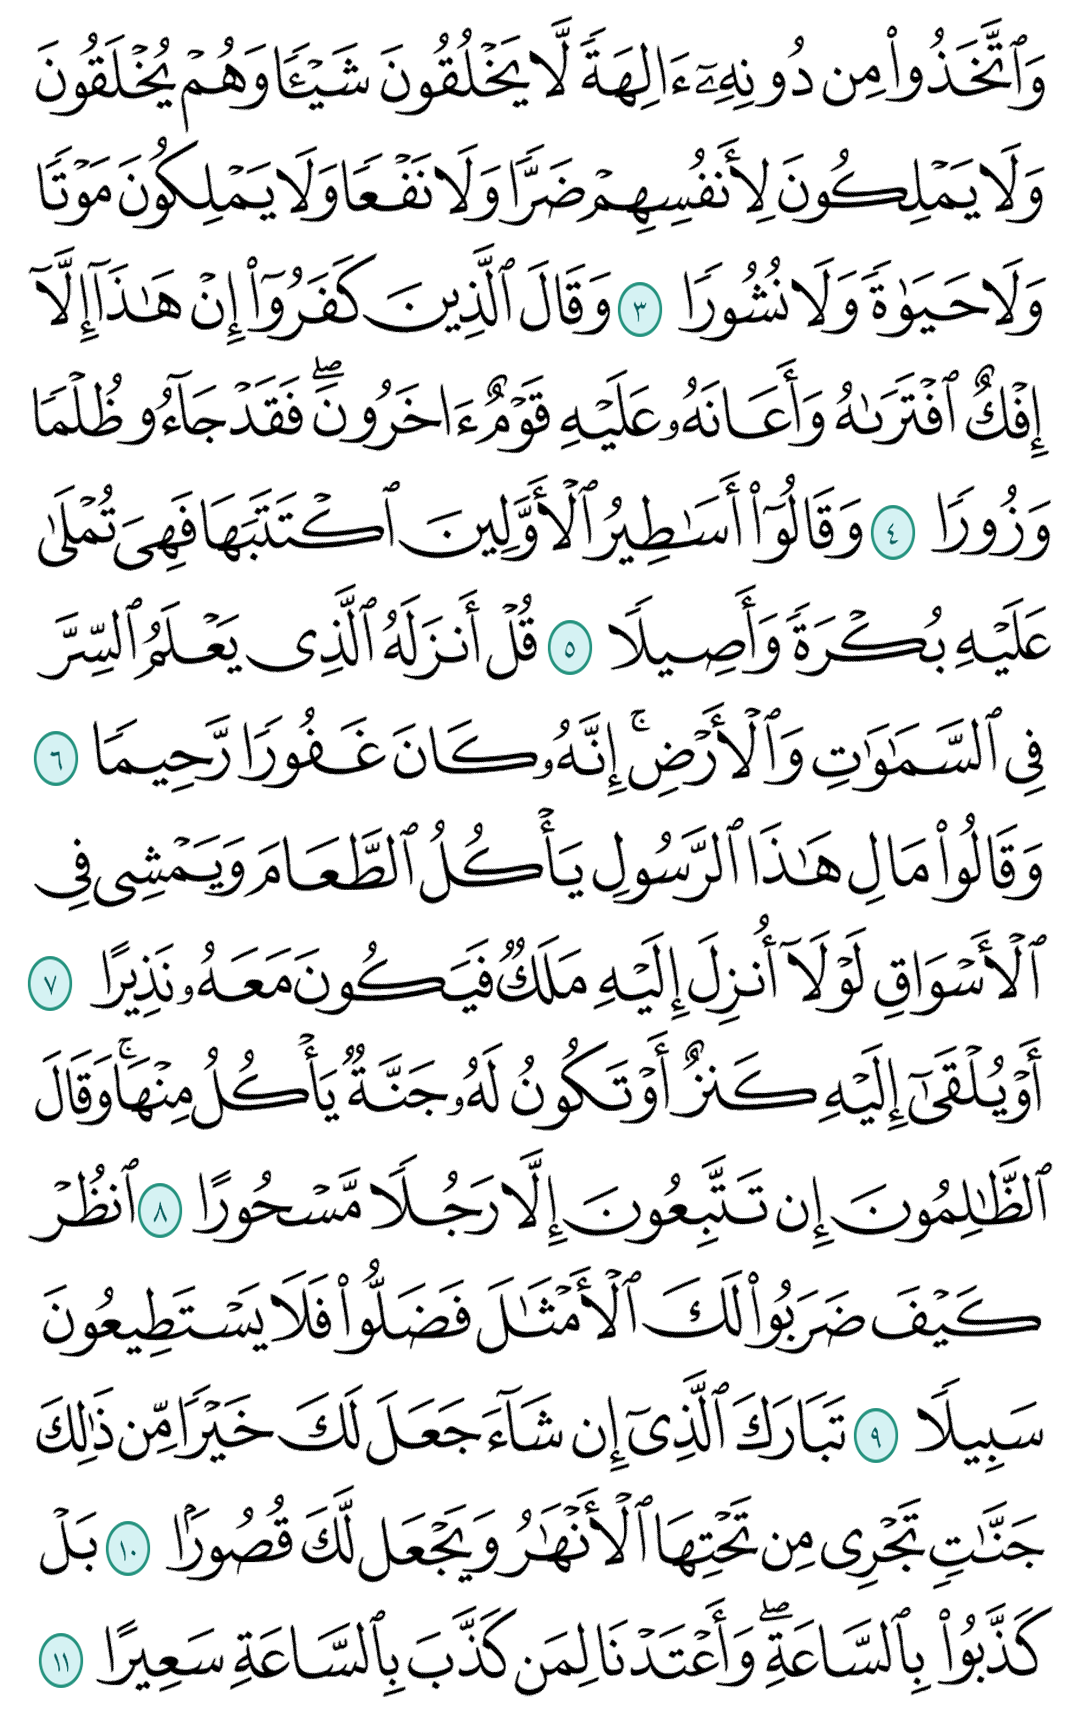 وَٱتَّخَذُوا۟ مِن دُونِهِۦٓ ءَالِهَةً لَّا يَخْلُقُونَ شَيْـًٔا وَهُمْ يُخْلَقُونَ
وَلَا يَمْلِكُونَ لِأَنفُسِهِمْ ضَرًّا وَلَا نَفْعًا وَلَا يَمْلِكُونَ مَوْتًا
وَلَا حَيَوٰةً وَلَا نُشُورًا ٣ وَقَالَ ٱلَّذِينَ كَفَرُوٓا۟ إِنْ هَـٰذَآ إِلَّآ
إِفْكٌ ٱفْتَرَىٰهُ وَأَعَانَهُۥ عَلَيْهِ قَوْمٌ ءَاخَرُونَ ۖ فَقَدْ جَآءُو ظُلْمًا
وَزُورًا ٤ وَقَالُوٓا۟ أَسَـٰطِيرُ ٱلْأَوَّلِينَ ٱكْتَتَبَهَا فَهِىَ تُمْلَىٰ
عَلَيْهِ بُكْرَةً وَأَصِيلًا ٥ قُلْ أَنزَلَهُ ٱلَّذِى يَعْلَمُ ٱلسِّرَّ
فِى ٱلسَّمَـٰوَٰتِ وَٱلْأَرْضِ ۚ إِنَّهُۥ كَانَ غَفُورًا رَّحِيمًا ٦
وَقَالُوا۟ مَالِ هَـٰذَا ٱلرَّسُولِ يَأْكُلُ ٱلطَّعَامَ وَيَمْشِى فِى
ٱلْأَسْوَاقِ لَوْلَآ أُنزِلَ إِلَيْهِ مَلَكٌ فَيَكُونَ مَعَهُۥ نَذِيرًا ٧
أَوْ يُلْقَىٰٓ إِلَيْهِ كَنزٌ أَوْ تَكُونُ لَهُۥ جَنَّةٌ يَأْكُلُ مِنْهَا ۚ وَقَالَ
ٱلظَّـٰلِمُونَ إِن تَتَّبِعُونَ إِلَّا رَجُلًا مَّسْحُورًا ٨ ٱنظُرْ
كَيْفَ ضَرَبُوا۟ لَكَ ٱلْأَمْثَـٰلَ فَضَلُّوا۟ فَلَا يَسْتَطِيعُونَ
سَبِيلًا ٩ تَبَارَكَ ٱلَّذِىٓ إِن شَآءَ جَعَلَ لَكَ خَيْرًا مِّن ذَٰلِكَ
جَنَّـٰتٍ تَجْرِى مِن تَحْتِهَا ٱلْأَنْهَـٰرُ وَيَجْعَل لَّكَ قُصُورًۢا ١٠ بَلْ
كَذَّبُوا۟ بِٱلسَّاعَةِ ۖ وَأَعْتَدْنَا لِمَن كَذَّبَ بِٱلسَّاعَةِ سَعِيرًا ١١